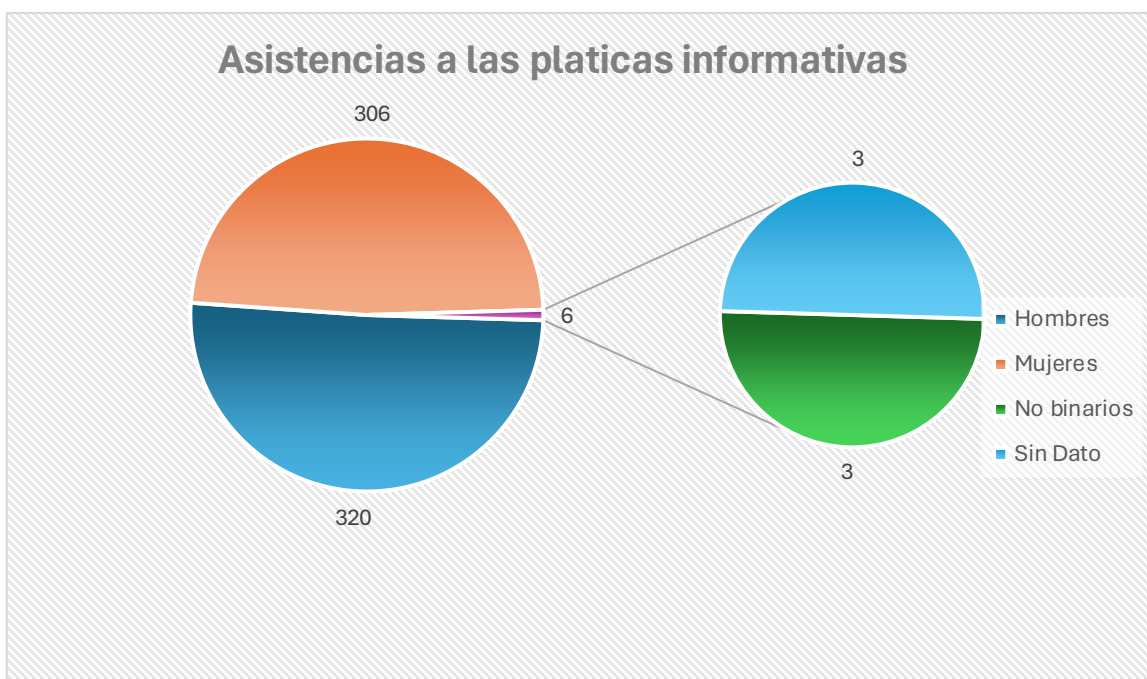 Asistencias a las platicas informativas
306
3
6
3
320
Hombres
Mujeres
No binarios
Sin Dato